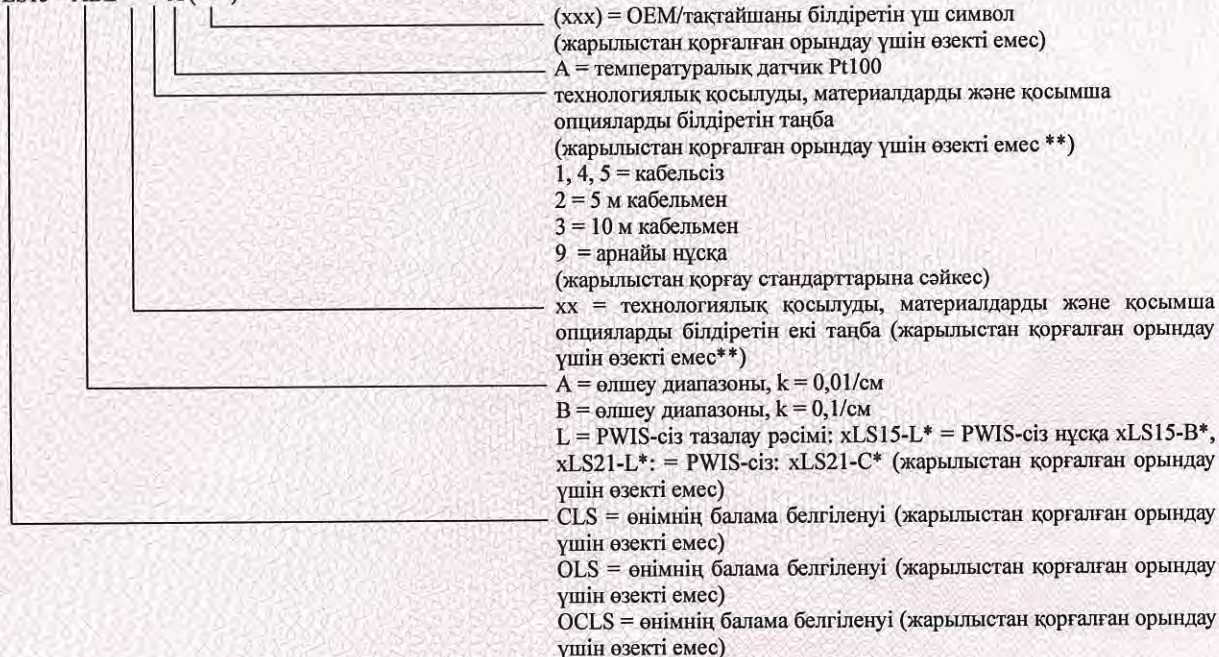 (xxx) = OEM/тақтайшаны білдіретін үш символ
(жарылыстан қорғалған орындау үшін өзекті емес)
A = температуралық датчик Pt100
технологиялық қосылуды, материалдарды және қосымша
опцияларды білдіретін таңба
(жарылыстан қорғалған орындау үшін өзекті емес **)
1, 4, 5 = кабельсіз
2 = 5 м кабельмен
3 = 10 м кабельмен
9 = арнайы нұсқа
(жарылыстан қорғау стандарттарына сәйкес)
xx = технологиялық қосылуды, материалдарды және қосымша
опцияларды білдіретін екі таңба (жарылыстан қорғалған орындау
үшін өзекті емес**)
A = өлшеу диапазоны, k = 0,01/см
B = өлшеу диапазоны, k = 0,1/см
L = PWIS-сіз тазалау рәсімі: xLS15-L* = PWIS-сіз нұсқа xLS15-B*,
xLS21-L*: = PWIS-сіз: xLS21-C* (жарылыстан қорғалған орындау
үшін өзекті емес)
CLS = өнімнің балама белгіленуі (жарылыстан қорғалған орындау
үшін өзекті емес)
OLS = өнімнің балама белгіленуі (жарылыстан қорғалған орындау
үшін өзекті емес)
OCLS = өнімнің балама белгіленуі (жарылыстан қорғалған орындау
үшін өзекті емес)